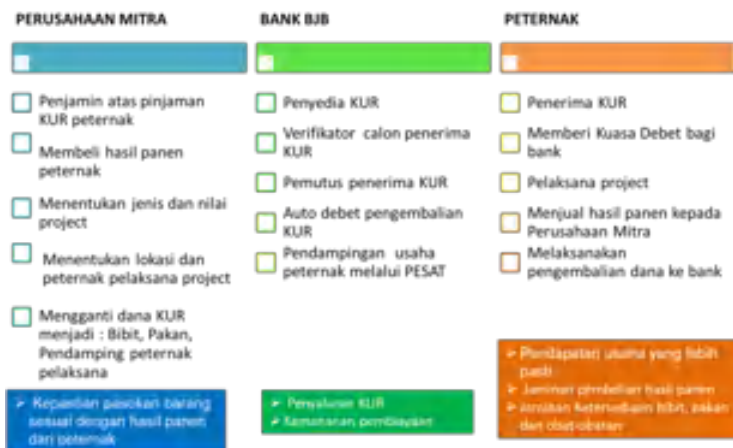 PERUSAHAAN MITRA
Penjamin atas pinjaman
KUR peternak
Membeli hasil panen
peternak
Menentukan jenis dan nilai
project
Menentukan lokasi dan
peternak pelaksana project
Mengganti dana KUR
menjadi : Bibit, Pakan,
Pendamping peternak
pelaksana
➢ Kepastian pasokan barang
sesuai dengan hasil panen
dari peternak
BANK BJB
Penyedia KUR
Verifikator calon penerima
KUR
Pemutus penerima KUR
Auto debet pengembalian
KUR
Pendampingan usaha
peternak melalui PESAT
➢ Penyaluran KUR
➢ Keamanan pembiayaan
PETERNAK
Penerima KUR
Memberi Kuasa Debet bagi
bank
Pelaksana project
Menjual hasil panen kepada
Perusahaan Mitra
Melaksanakan
pengembalian dana ke bank
➢ Pendapatan usaha yang lebih
pasti
➢ Jaminan pembelian hasil panen
➢ Jaminan ketersediaan bibit, pakan
dan obat-obatan